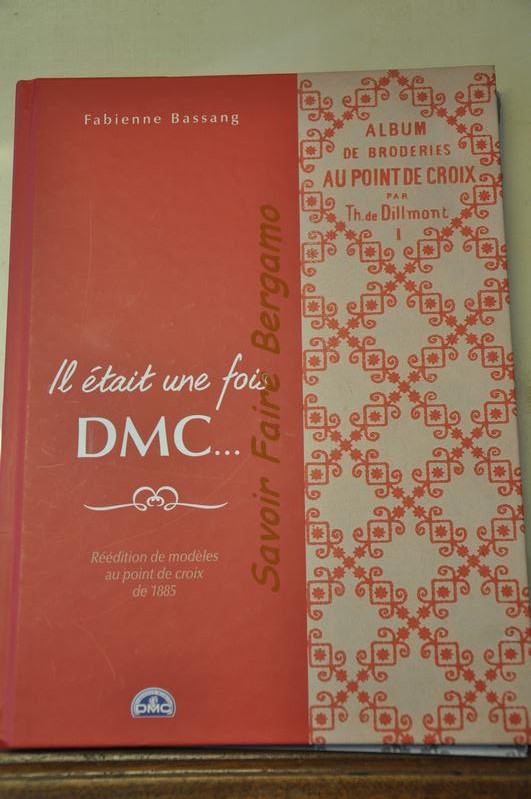 Fabienne Bassang
ALBUM
DE BRODERIES
AU POINT DE CROIX
PAR
Th. de Dillmont
I
Il était une fois
DMC...
Réédition de modèles
au point de croix
de 1885
DMC
Savoir Faire Bergamo